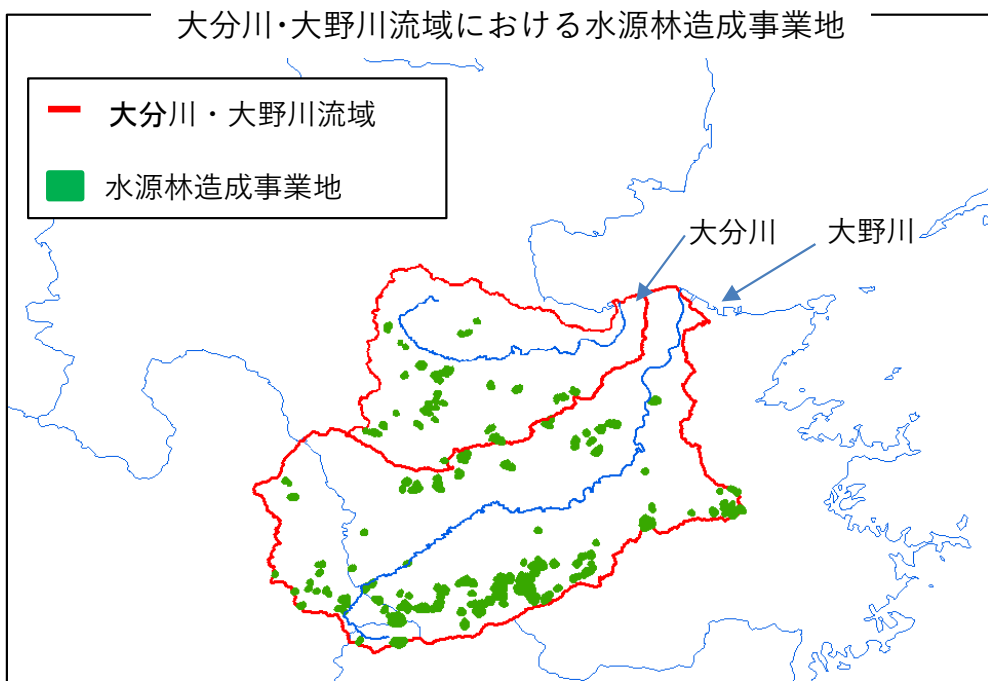 大分川・大野川流域における水源林造成事業地
大分川・大野川流域
水源林造成事業地
大分川
大野川